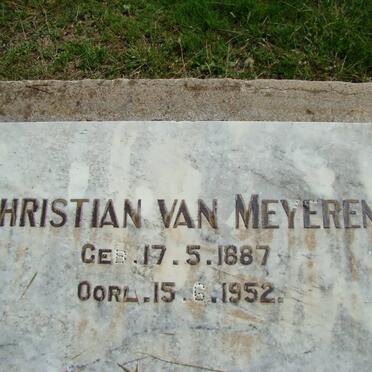 HRISTIAN VAN MEYEREN
GEB. 17.5.1887
OORL. 15.6.1952.